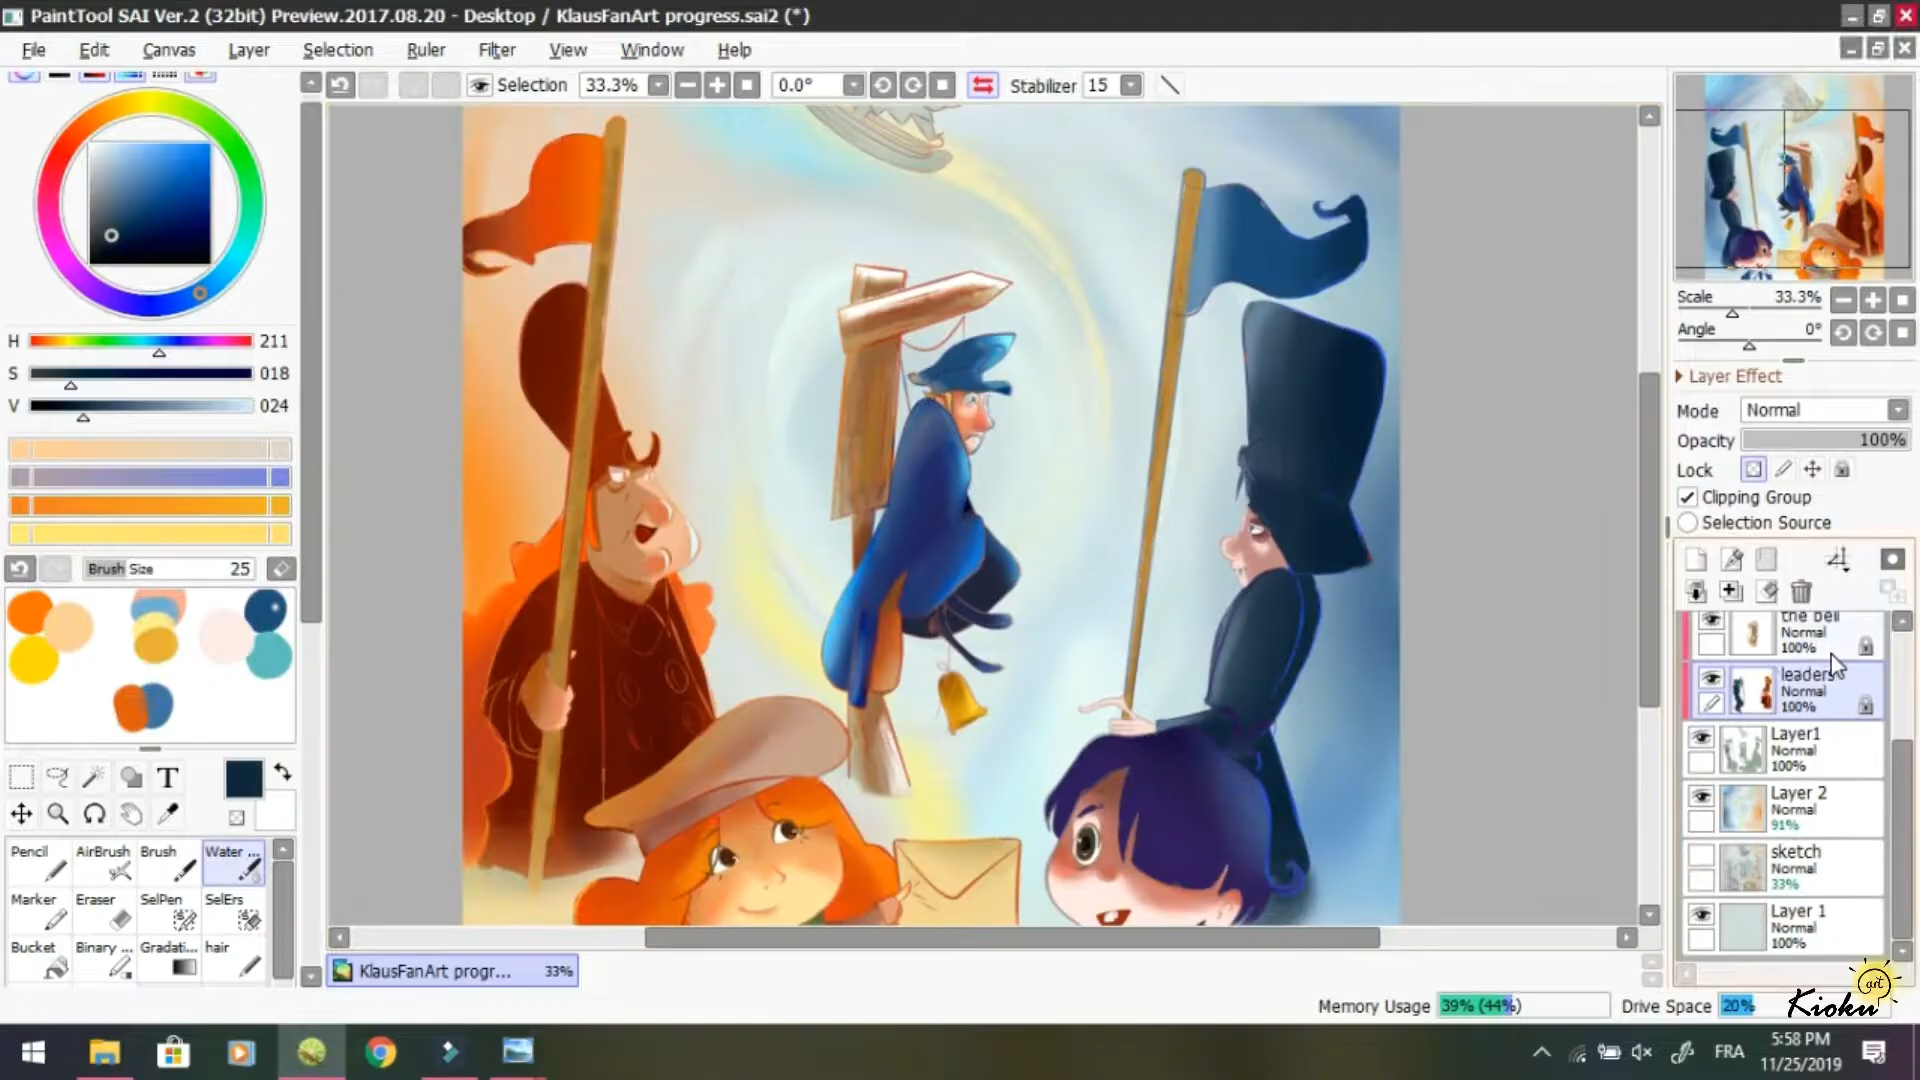 PaintTool SAI Ver.2 (32bit) Preview.2017.08.20 - Desktop / KlausFanArt progress.sai2 (*)
File Edit Canvas Layer Selection Ruler Filter View Window Help
Selection 33.3% 0.0° Stabilizer 15
H 211
S 018
V 024
Brush Size 25
T
Pencil AirBrush Brush Water ...
Marker Eraser SelPen SelErs
Bucket Binary ... Gradati... hair
KlausFanArt progr... 33%
Scale 33.3%
Angle 0°
Layer Effect
Mode Normal
Opacity 100%
Lock
Clipping Group
Selection Source
the bell
Normal
100%
leaders
Normal
100%
Layer1
Normal
100%
Layer 2
Normal
91%
sketch
Normal
33%
Layer 1
Normal
100%
Memory Usage 39% (44%) Drive Space 20%
art
Kioku
FRA
5:58 PM
11/25/2019